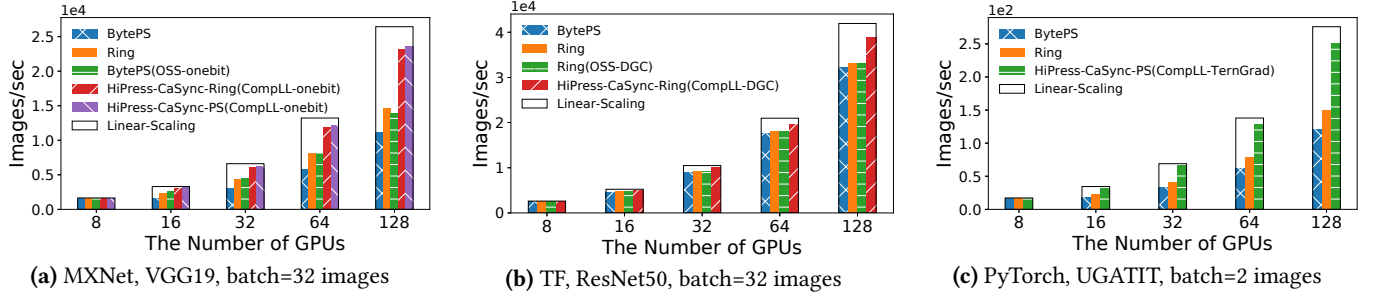 1e4
Images/sec
2.5
2.0
1.5
1.0
0.5
0.0
BytePS
Ring
BytePS(OSS-onebit)
HiPress-CaSync-Ring(CompLL-onebit)
HiPress-CaSync-PS(CompLL-onebit)
Linear-Scaling
8 16 32 64 128
The Number of GPUs
(a) MXNet, VGG19, batch=32 images
1e4
Images/sec
4
3
2
1
0
BytePS
Ring
Ring(OSS-DGC)
HiPress-CaSync-Ring(CompLL-DGC)
Linear-Scaling
8 16 32 64 128
The Number of GPUs
(b) TF, ResNet50, batch=32 images
1e2
Images/sec
2.5
2.0
1.5
1.0
0.5
0.0
BytePS
Ring
HiPress-CaSync-PS(CompLL-TernGrad)
Linear-Scaling
8 16 32 64 128
The Number of GPUs
(c) PyTorch, UGATIT, batch=2 images